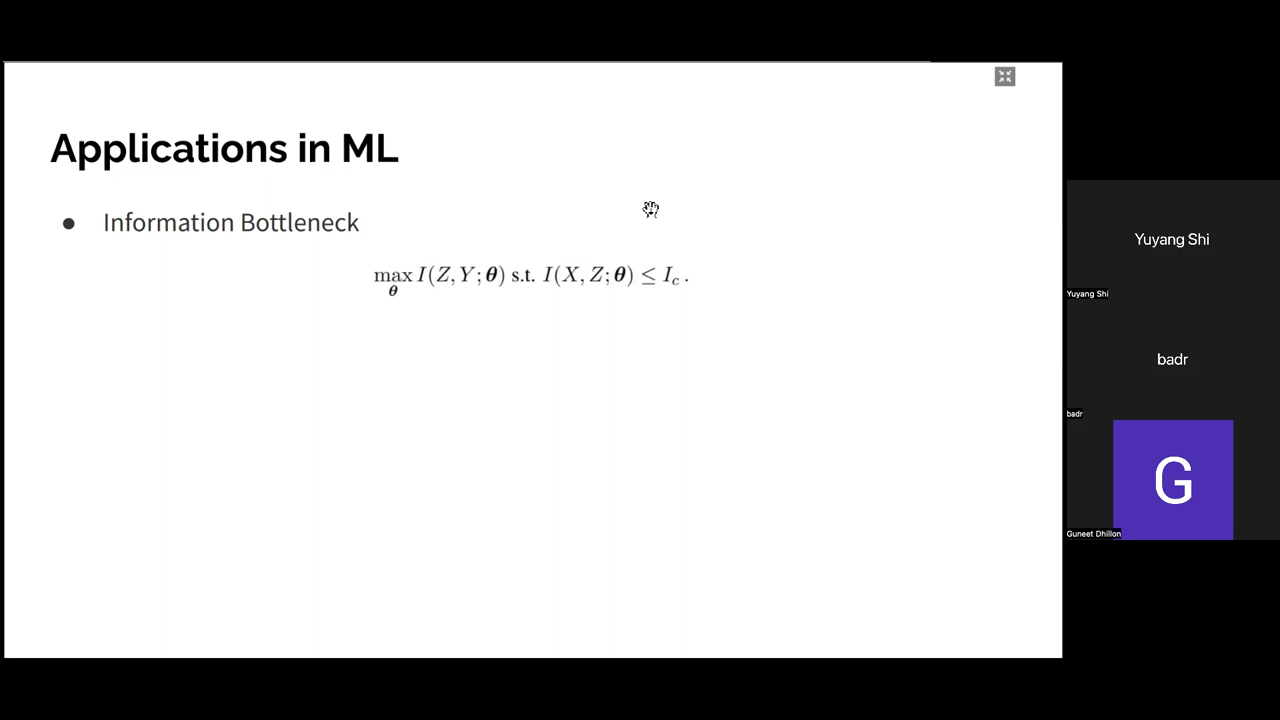 Applications in ML
● Information Bottleneck
max I(Z, Y; θ) s.t. I(X, Z; θ) ≤ I_c .
θ
Yuyang Shi
Yuyang Shi
badr
badr
G
Guneet Dhillon